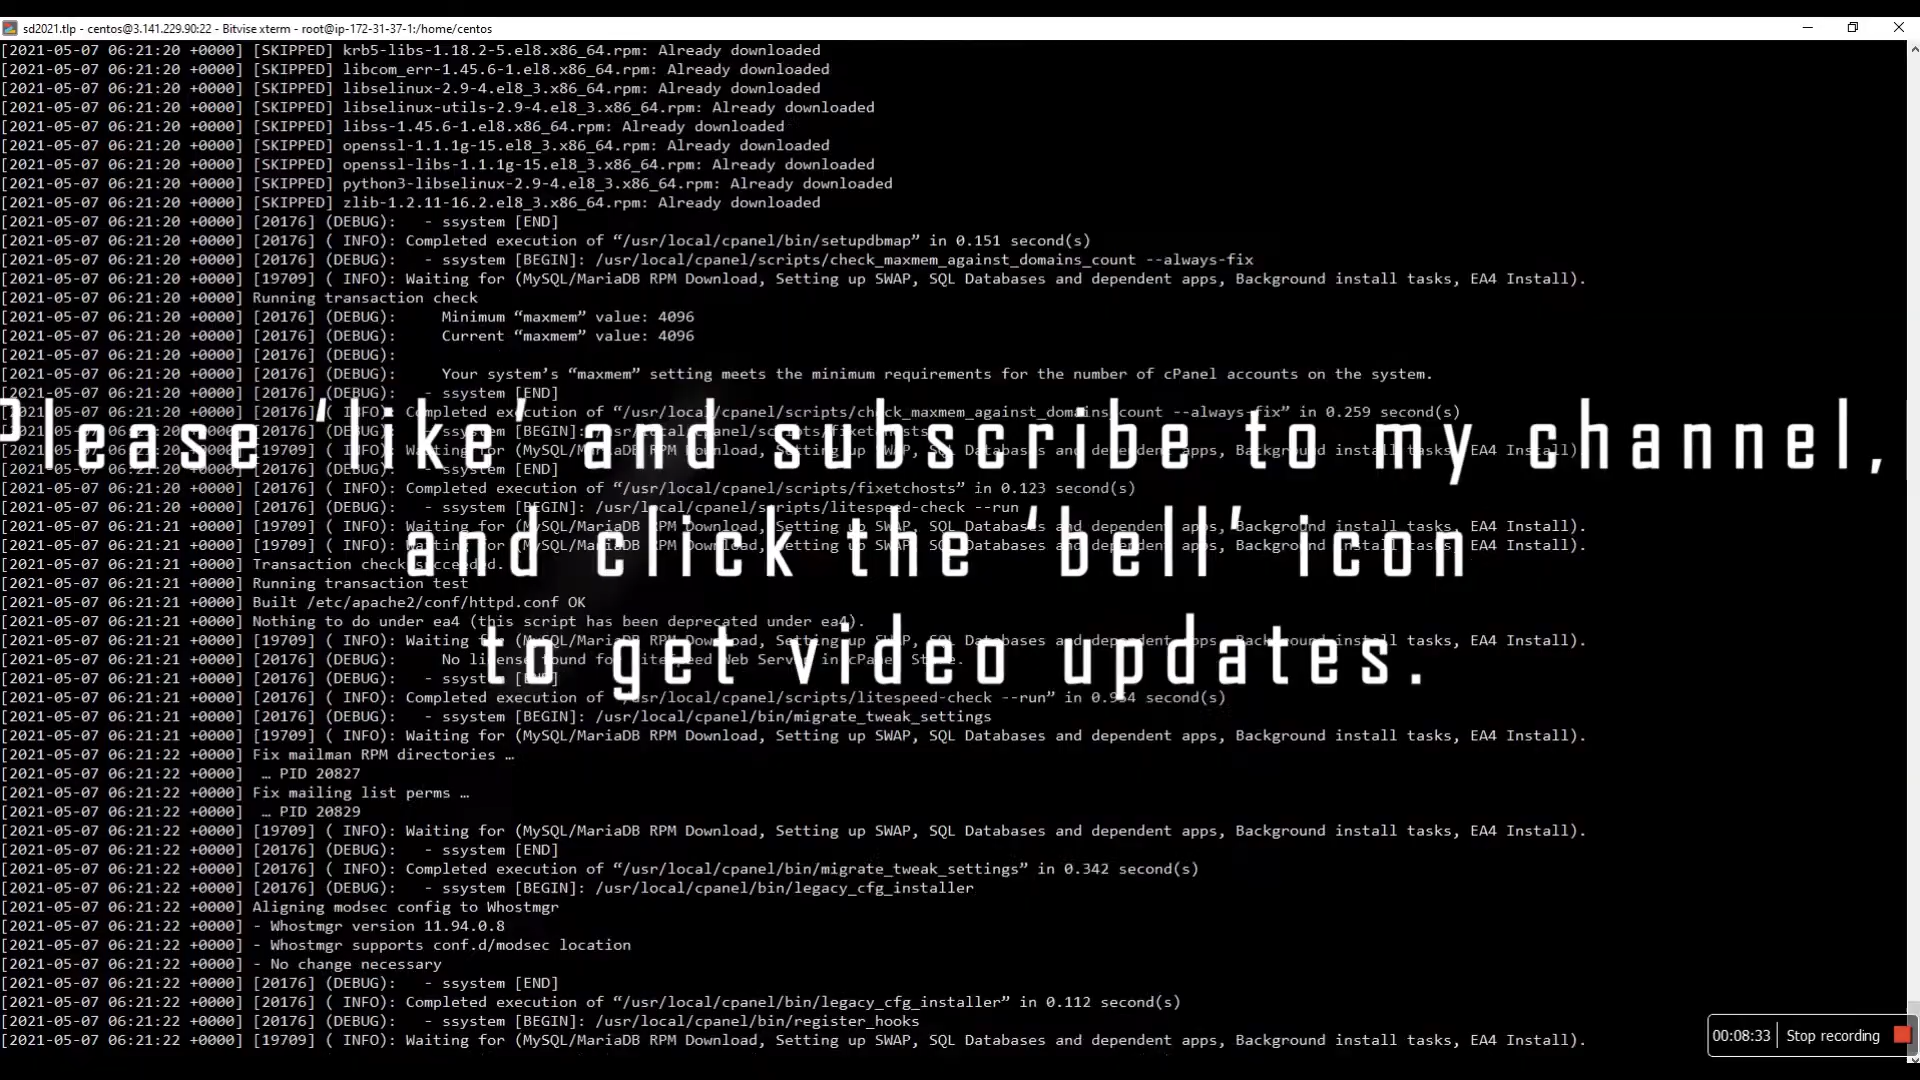 sd2021.tlp - centos@3.141.229.90:22 - Bitvise xterm - root@ip-172-31-37-1:/home/centos
[2021-05-07 06:21:20 +0000] [SKIPPED] krb5-libs-1.18.2-5.el8.x86_64.rpm: Already downloaded
[2021-05-07 06:21:20 +0000] [SKIPPED] libcom_err-1.45.6-1.el8.x86_64.rpm: Already downloaded
[2021-05-07 06:21:20 +0000] [SKIPPED] libselinux-2.9-4.el8_3.x86_64.rpm: Already downloaded
[2021-05-07 06:21:20 +0000] [SKIPPED] libselinux-utils-2.9-4.el8_3.x86_64.rpm: Already downloaded
[2021-05-07 06:21:20 +0000] [SKIPPED] libss-1.45.6-1.el8.x86_64.rpm: Already downloaded
[2021-05-07 06:21:20 +0000] [SKIPPED] openssl-1.1.1g-15.el8_3.x86_64.rpm: Already downloaded
[2021-05-07 06:21:20 +0000] [SKIPPED] openssl-libs-1.1.1g-15.el8_3.x86_64.rpm: Already downloaded
[2021-05-07 06:21:20 +0000] [SKIPPED] python3-libselinux-2.9-4.el8_3.x86_64.rpm: Already downloaded
[2021-05-07 06:21:20 +0000] [SKIPPED] zlib-1.2.11-16.2.el8_3.x86_64.rpm: Already downloaded
[2021-05-07 06:21:20 +0000] [20176] (DEBUG):   - ssystem [END]
[2021-05-07 06:21:20 +0000] [20176] ( INFO): Completed execution of “/usr/local/cpanel/bin/setupdbmap” in 0.151 second(s)
[2021-05-07 06:21:20 +0000] [20176] (DEBUG):   - ssystem [BEGIN]: /usr/local/cpanel/scripts/check_maxmem_against_domains_count --always-fix
[2021-05-07 06:21:20 +0000] [19709] ( INFO): Waiting for (MySQL/MariaDB RPM Download, Setting up SWAP, SQL Databases and dependent apps, Background install tasks, EA4 Install).
[2021-05-07 06:21:20 +0000] Running transaction check
[2021-05-07 06:21:20 +0000] [20176] (DEBUG):     Minimum “maxmem” value: 4096
[2021-05-07 06:21:20 +0000] [20176] (DEBUG):     Current “maxmem” value: 4096
[2021-05-07 06:21:20 +0000] [20176] (DEBUG):
[2021-05-07 06:21:20 +0000] [20176] (DEBUG):     Your system’s “maxmem” setting meets the minimum requirements for the number of cPanel accounts on the system.
[2021-05-07 06:21:20 +0000] [20176] (DEBUG):   - ssystem [END]
[2021-05-07 06:21:20 +0000] [20176] ( INFO): Completed execution of “/usr/local/cpanel/scripts/check_maxmem_against_domains_count --always-fix” in 0.259 second(s)
[2021-05-07 06:21:20 +0000] [20176] (DEBUG):   - ssystem [BEGIN]: /usr/local/cpanel/scripts/fixetchosts
Please ‘like’ and subscribe to my channel,
[2021-05-07 06:21:20 +0000] [19709] ( INFO): Waiting for (MySQL/MariaDB RPM Download, Setting up SWAP, SQL Databases and dependent apps, Background install tasks, EA4 Install).
[2021-05-07 06:21:20 +0000] [20176] (DEBUG):   - ssystem [END]
[2021-05-07 06:21:20 +0000] [20176] ( INFO): Completed execution of “/usr/local/cpanel/scripts/fixetchosts” in 0.123 second(s)
[2021-05-07 06:21:20 +0000] [20176] (DEBUG):   - ssystem [BEGIN]: /usr/local/cpanel/scripts/litespeed-check --run
[2021-05-07 06:21:21 +0000] [19709] ( INFO): Waiting for (MySQL/MariaDB RPM Download, Setting up SWAP, SQL Databases and dependent apps, Background install tasks, EA4 Install).
and click the ‘bell’ icon
[2021-05-07 06:21:21 +0000] [19709] ( INFO): Waiting for (MySQL/MariaDB RPM Download, Setting up SWAP, SQL Databases and dependent apps, Background install tasks, EA4 Install).
[2021-05-07 06:21:21 +0000] Transaction check succeeded.
[2021-05-07 06:21:21 +0000] Running transaction test
[2021-05-07 06:21:21 +0000] Built /etc/apache2/conf/httpd.conf OK
[2021-05-07 06:21:21 +0000] Nothing to do under ea4 (this script has been deprecated under ea4).
[2021-05-07 06:21:21 +0000] [19709] ( INFO): Waiting for (MySQL/MariaDB RPM Download, Setting up SWAP, SQL Databases and dependent apps, Background install tasks, EA4 Install).
to get video updates.
[2021-05-07 06:21:21 +0000] [20176] (DEBUG):     No license found for LiteSpeed Web Server in cPanel Store.
[2021-05-07 06:21:21 +0000] [20176] (DEBUG):   - ssystem [END]
[2021-05-07 06:21:21 +0000] [20176] ( INFO): Completed execution of “/usr/local/cpanel/scripts/litespeed-check --run” in 0.954 second(s)
[2021-05-07 06:21:21 +0000] [20176] (DEBUG):   - ssystem [BEGIN]: /usr/local/cpanel/bin/migrate_tweak_settings
[2021-05-07 06:21:21 +0000] [19709] ( INFO): Waiting for (MySQL/MariaDB RPM Download, Setting up SWAP, SQL Databases and dependent apps, Background install tasks, EA4 Install).
[2021-05-07 06:21:22 +0000] Fix mailman RPM directories …
[2021-05-07 06:21:22 +0000]  … PID 20827
[2021-05-07 06:21:22 +0000] Fix mailing list perms …
[2021-05-07 06:21:22 +0000]  … PID 20829
[2021-05-07 06:21:22 +0000] [19709] ( INFO): Waiting for (MySQL/MariaDB RPM Download, Setting up SWAP, SQL Databases and dependent apps, Background install tasks, EA4 Install).
[2021-05-07 06:21:22 +0000] [20176] (DEBUG):   - ssystem [END]
[2021-05-07 06:21:22 +0000] [20176] ( INFO): Completed execution of “/usr/local/cpanel/bin/migrate_tweak_settings” in 0.342 second(s)
[2021-05-07 06:21:22 +0000] [20176] (DEBUG):   - ssystem [BEGIN]: /usr/local/cpanel/bin/legacy_cfg_installer
[2021-05-07 06:21:22 +0000] Aligning modsec config to Whostmgr
[2021-05-07 06:21:22 +0000] - Whostmgr version 11.94.0.8
[2021-05-07 06:21:22 +0000] - Whostmgr supports conf.d/modsec location
[2021-05-07 06:21:22 +0000] - No change necessary
[2021-05-07 06:21:22 +0000] [20176] (DEBUG):   - ssystem [END]
[2021-05-07 06:21:22 +0000] [20176] ( INFO): Completed execution of “/usr/local/cpanel/bin/legacy_cfg_installer” in 0.112 second(s)
[2021-05-07 06:21:22 +0000] [20176] (DEBUG):   - ssystem [BEGIN]: /usr/local/cpanel/bin/register_hooks
[2021-05-07 06:21:22 +0000] [19709] ( INFO): Waiting for (MySQL/MariaDB RPM Download, Setting up SWAP, SQL Databases and dependent apps, Background install tasks, EA4 Install).
00:08:33 Stop recording